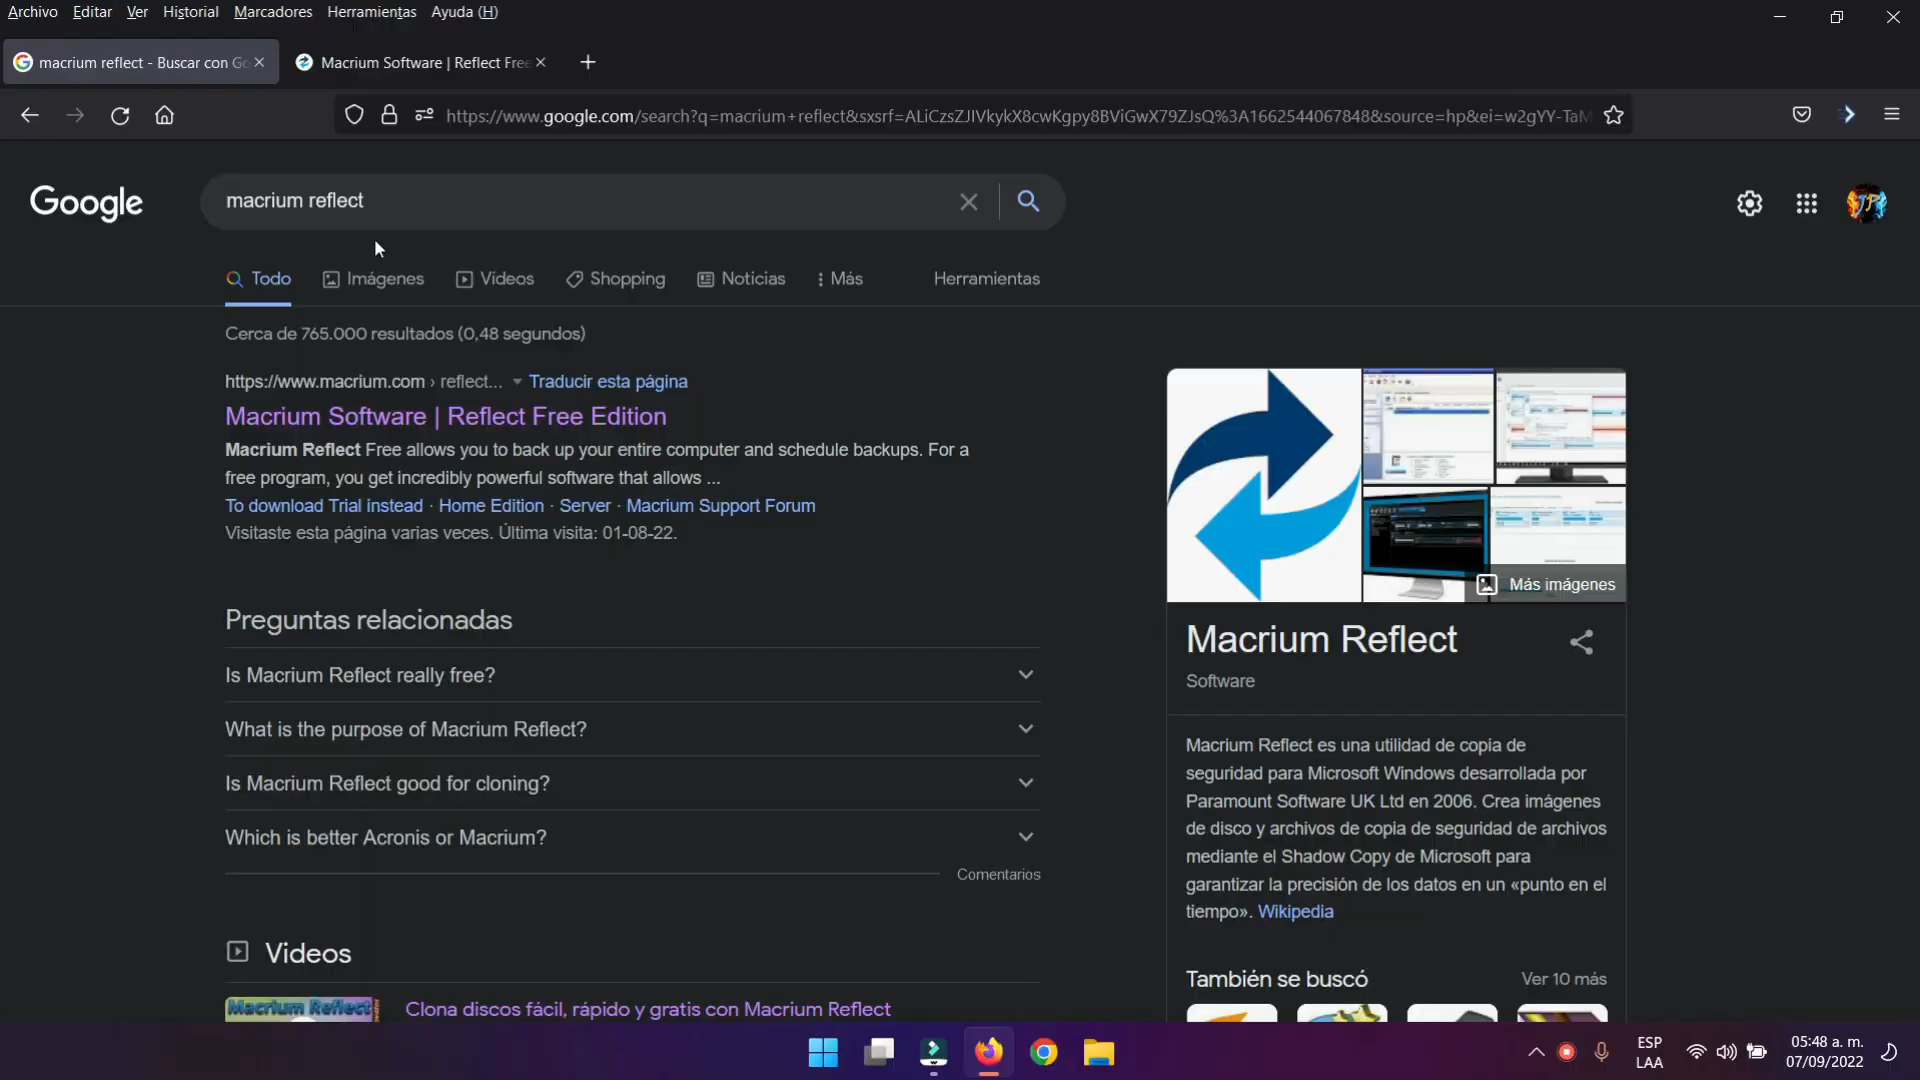 Archivo Editar Ver Historial Marcadores Herramientas Ayuda (H)
macrium reflect - Buscar con Go
Macrium Software | Reflect Free
https://www.google.com/search?q=macrium+reflect&sxsrf=ALiCzsZJIVkykX8cwKgpy8BViGwX79ZJsQ%3A1662544067848&source=hp&ei=w2gYY-TaM
Google
macrium reflect
Todo Imágenes Videos Shopping Noticias Más Herramientas
Cerca de 765.000 resultados (0,48 segundos)
https://www.macrium.com › reflect... Traducir esta página
Macrium Software | Reflect Free Edition
Macrium Reflect Free allows you to back up your entire computer and schedule backups. For a
free program, you get incredibly powerful software that allows ...
To download Trial instead · Home Edition · Server · Macrium Support Forum
Visitaste esta página varias veces. Última visita: 01-08-22.
Preguntas relacionadas
Is Macrium Reflect really free?
What is the purpose of Macrium Reflect?
Is Macrium Reflect good for cloning?
Which is better Acronis or Macrium?
Comentarios
Videos
Macrium Reflect
Clona discos fácil, rápido y gratis con Macrium Reflect
Más imágenes
Macrium Reflect
Software
Macrium Reflect es una utilidad de copia de
seguridad para Microsoft Windows desarrollada por
Paramount Software UK Ltd en 2006. Crea imágenes
de disco y archivos de copia de seguridad de archivos
mediante el Shadow Copy de Microsoft para
garantizar la precisión de los datos en un «punto en el
tiempo». Wikipedia
También se buscó
Ver 10 más
ESP
LAA
05:48 a. m.
07/09/2022